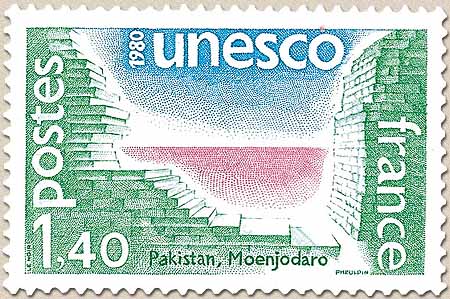 1980
unesco
postes
france
1,40
Pakistan, Moenjodaro
PHEULPIN